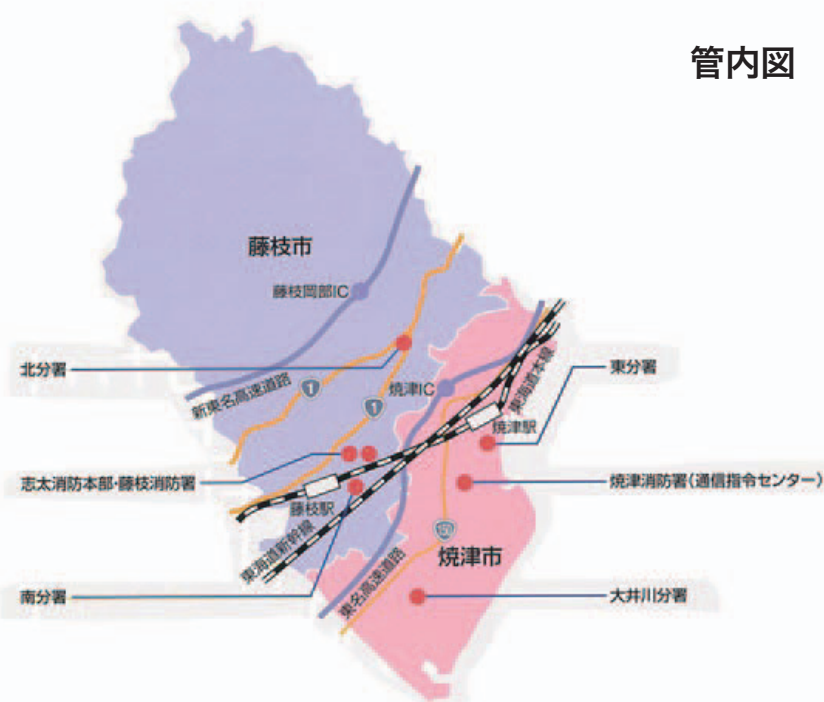 管内図
藤枝市
藤枝岡部IC
北分署
新東名高速道路
1
1
焼津IC
東海道本線
東分署
焼津駅
志太消防本部・藤枝消防署
焼津消防署(通信指令センター)
藤枝駅
東海道新幹線
150
焼津市
東名高速道路
南分署
大井川分署